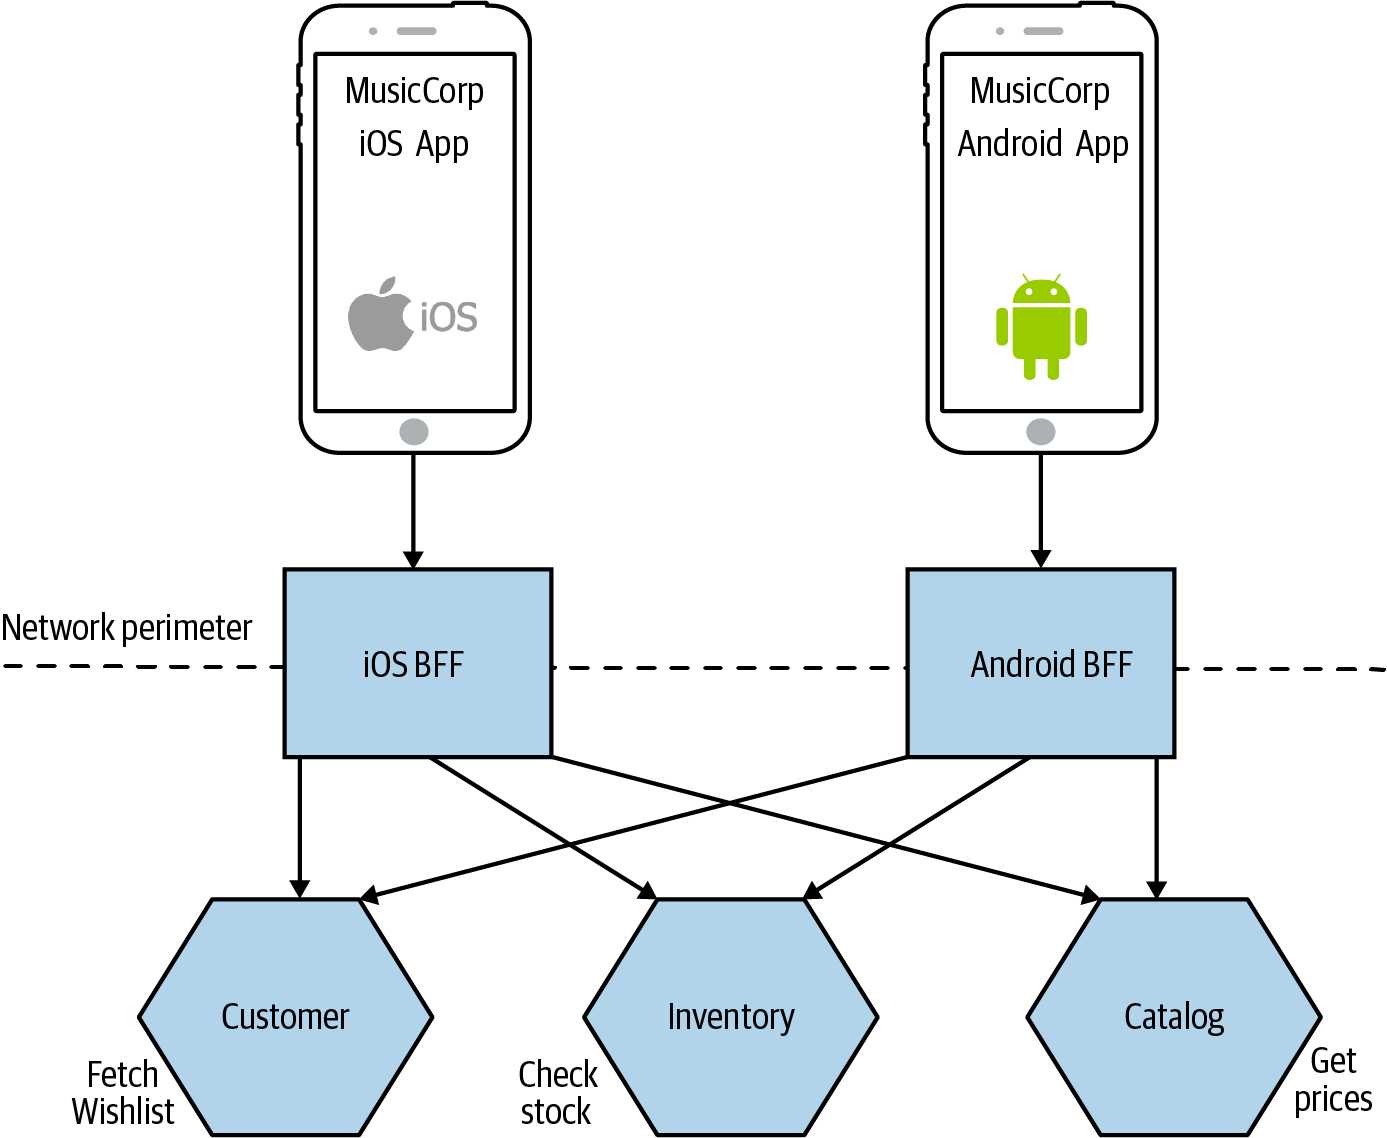 MusicCorp
iOS App
MusicCorp
Android App
iOS
Network perimeter
iOS BFF
Android BFF
Customer
Inventory
Catalog
Fetch
Wishlist
Check
stock
Get
prices